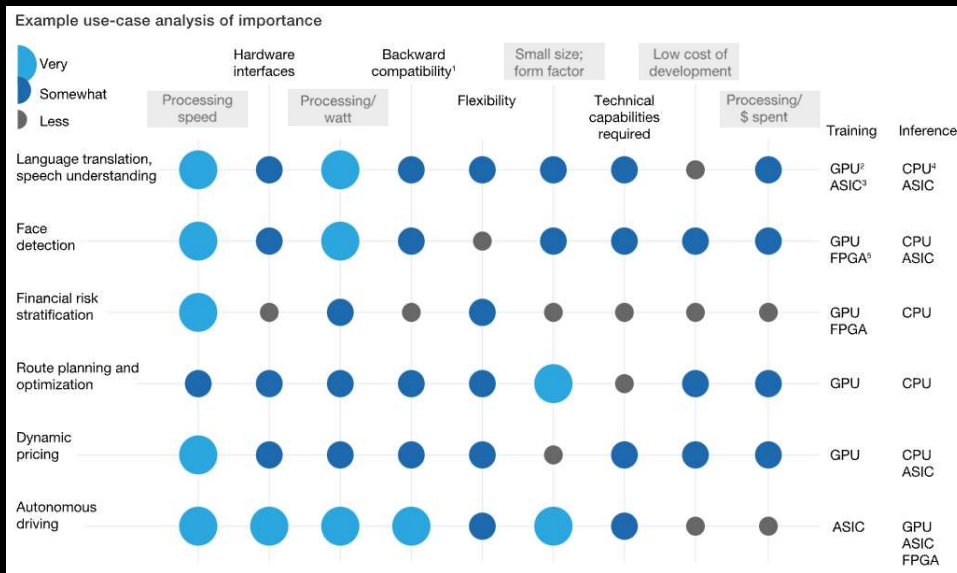 Example use-case analysis of importance
Very
Somewhat
Less
Processing
speed
Hardware
interfaces
Processing/
watt
Backward
compatibility¹
Flexibility
Small size;
form factor
Technical
capabilities
required
Low cost of
development
Processing/
$ spent
Training
Inference
Language translation,
speech understanding
GPU²
ASIC³
CPU⁴
ASIC
Face
detection
GPU
FPGA⁵
CPU
ASIC
Financial risk
stratification
GPU
FPGA
CPU
Route planning and
optimization
GPU
CPU
Dynamic
pricing
GPU
CPU
ASIC
Autonomous
driving
ASIC
GPU
ASIC
FPGA